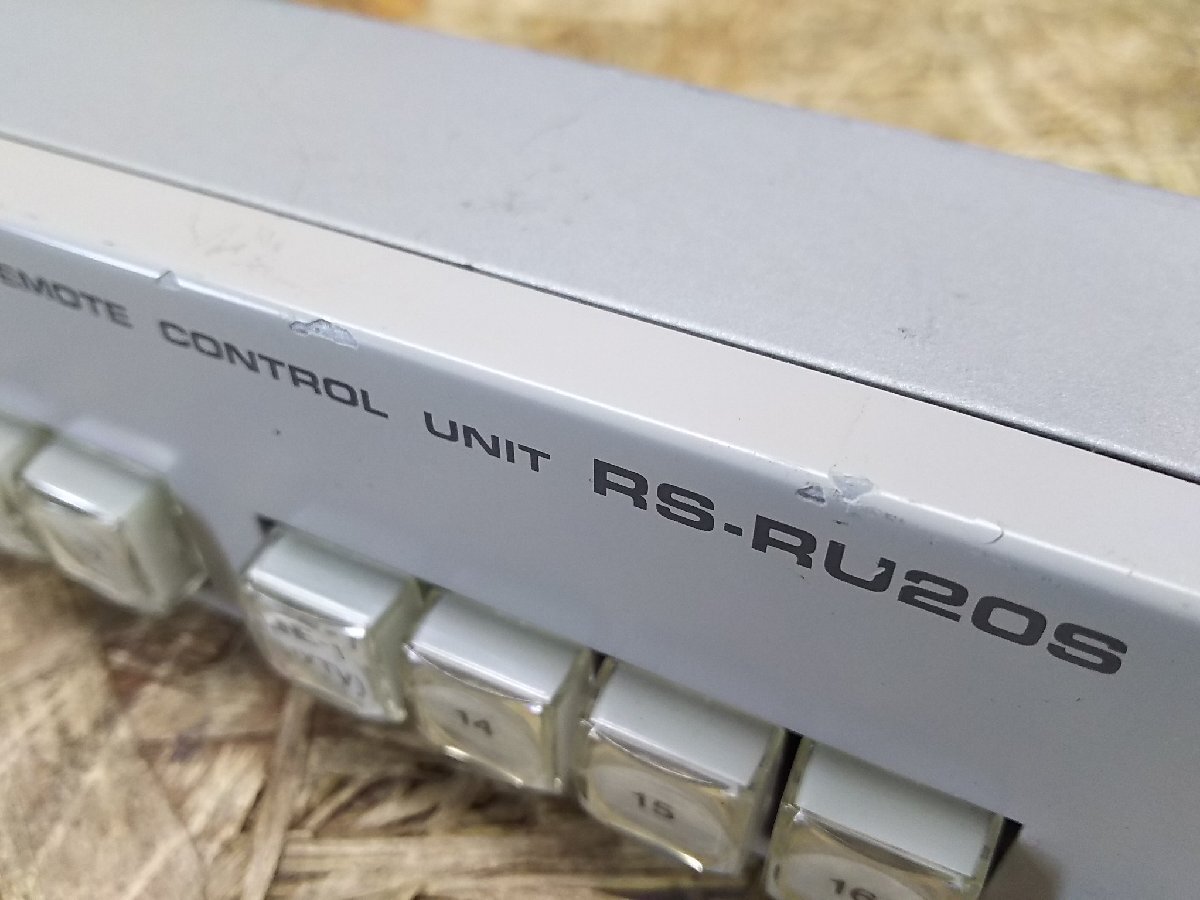 EMOTE CONTROL UNIT RS-RU20S
14
15
16